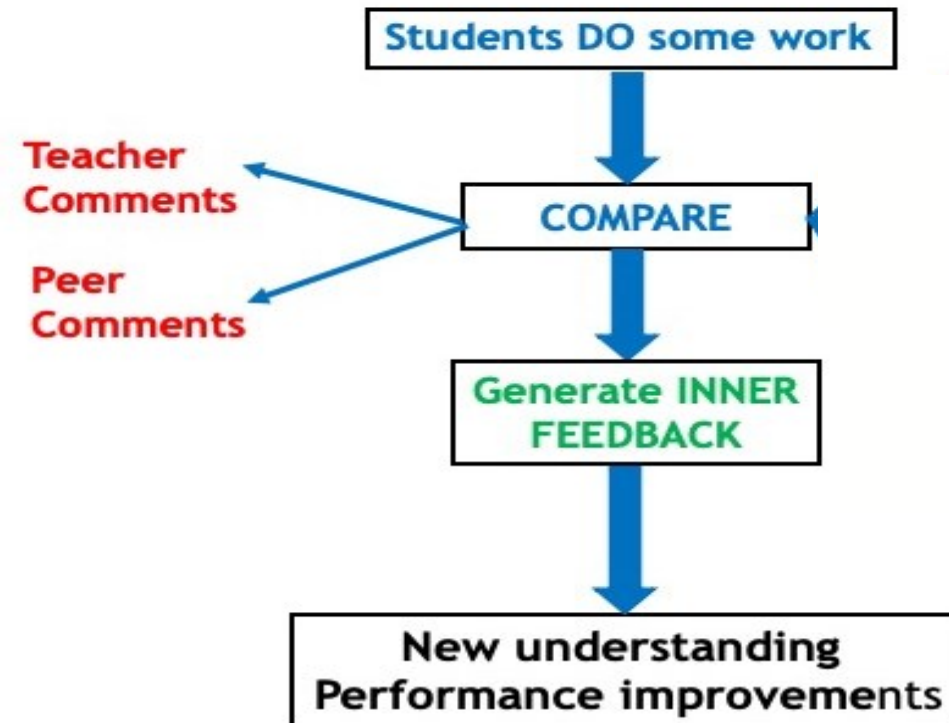 Students DO some work
Teacher
Comments
COMPARE
Peer
Comments
Generate INNER
FEEDBACK
New understanding
Performance improvements